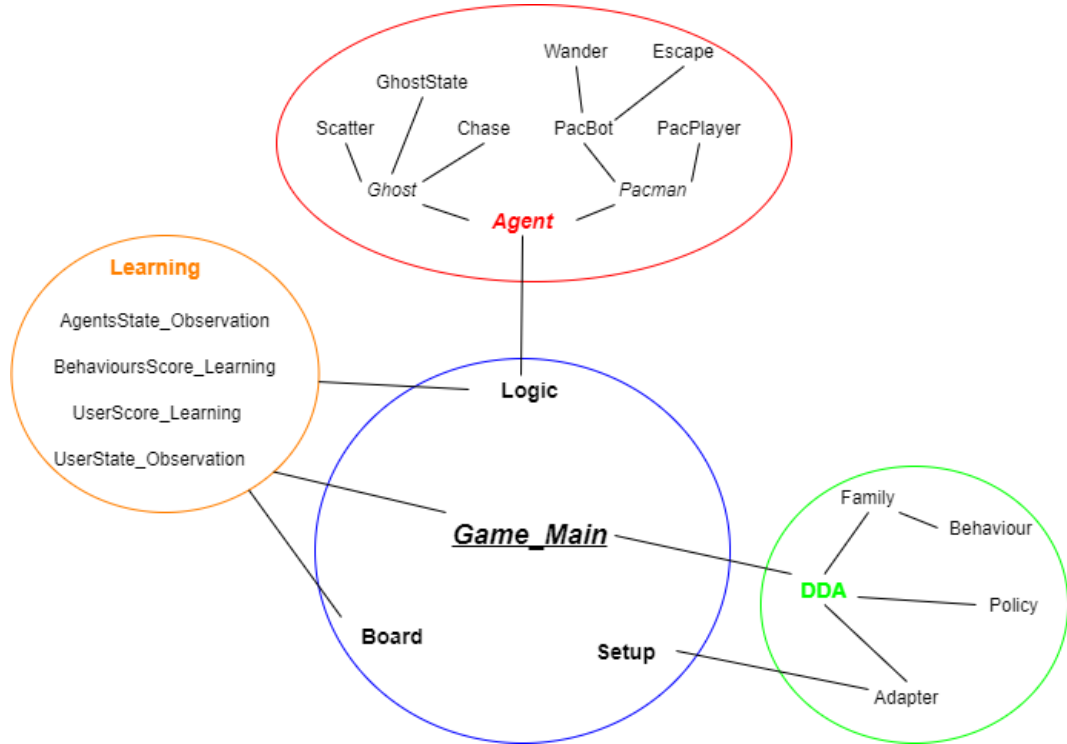 Wander
Escape
GhostState
Scatter
Chase
PacBot
PacPlayer
Ghost
Pacman
Agent
Learning
AgentsState_Observation
BehavioursScore_Learning
UserScore_Learning
UserState_Observation
Logic
Game_Main
Board
Setup
Family
Behaviour
DDA
Policy
Adapter